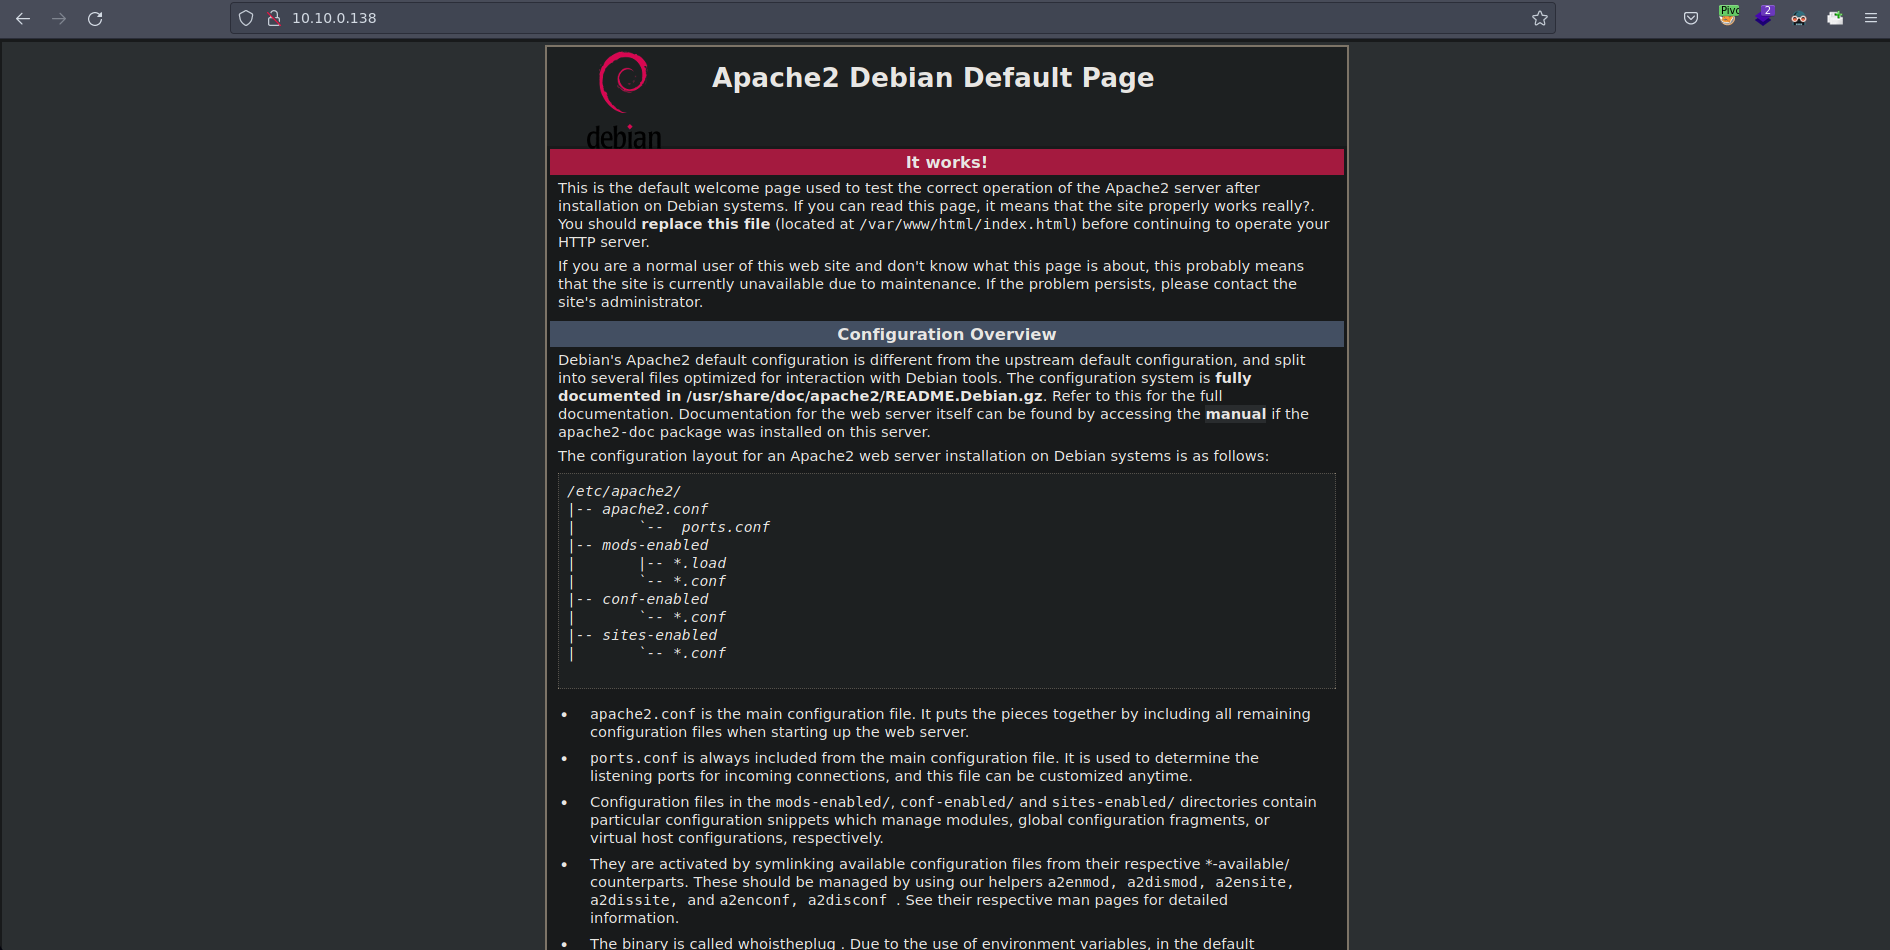 10.10.0.138
Pivo
2
debian
Apache2 Debian Default Page
It works!
This is the default welcome page used to test the correct operation of the Apache2 server after
installation on Debian systems. If you can read this page, it means that the site properly works really?.
You should replace this file (located at /var/www/html/index.html) before continuing to operate your
HTTP server.
If you are a normal user of this web site and don't know what this page is about, this probably means
that the site is currently unavailable due to maintenance. If the problem persists, please contact the
site's administrator.
Configuration Overview
Debian's Apache2 default configuration is different from the upstream default configuration, and split
into several files optimized for interaction with Debian tools. The configuration system is fully
documented in /usr/share/doc/apache2/README.Debian.gz. Refer to this for the full
documentation. Documentation for the web server itself can be found by accessing the manual if the
apache2-doc package was installed on this server.
The configuration layout for an Apache2 web server installation on Debian systems is as follows:
/etc/apache2/
|-- apache2.conf
|       `--  ports.conf
|-- mods-enabled
|       |-- *.load
|       `-- *.conf
|-- conf-enabled
|       `-- *.conf
|-- sites-enabled
|       `-- *.conf
• apache2.conf is the main configuration file. It puts the pieces together by including all remaining
configuration files when starting up the web server.
• ports.conf is always included from the main configuration file. It is used to determine the
listening ports for incoming connections, and this file can be customized anytime.
• Configuration files in the mods-enabled/, conf-enabled/ and sites-enabled/ directories contain
particular configuration snippets which manage modules, global configuration fragments, or
virtual host configurations, respectively.
• They are activated by symlinking available configuration files from their respective *-available/
counterparts. These should be managed by using our helpers a2enmod, a2dismod, a2ensite,
a2dissite, and a2enconf, a2disconf . See their respective man pages for detailed
information.
• The binary is called whoistheplug . Due to the use of environment variables, in the default